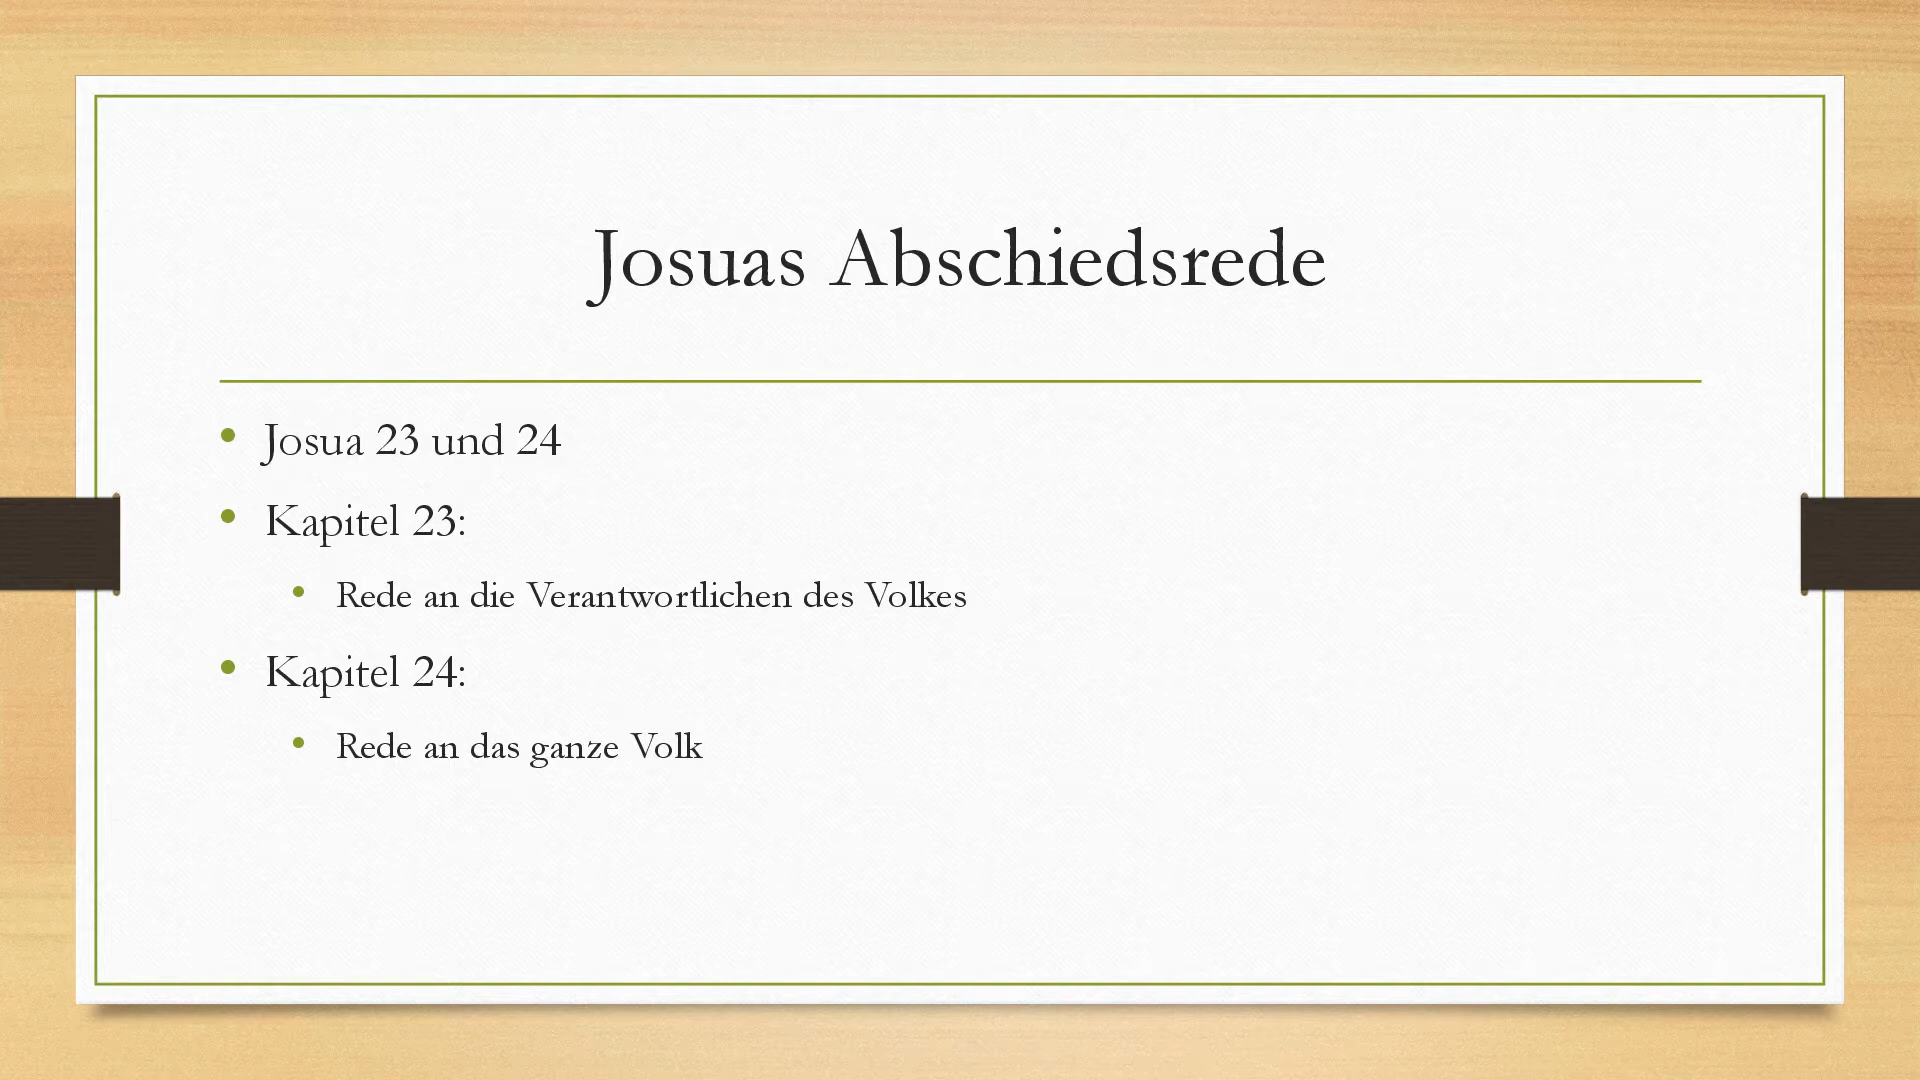 Josuas Abschiedsrede
• Josua 23 und 24
• Kapitel 23:
• Rede an die Verantwortlichen des Volkes
• Kapitel 24:
• Rede an das ganze Volk